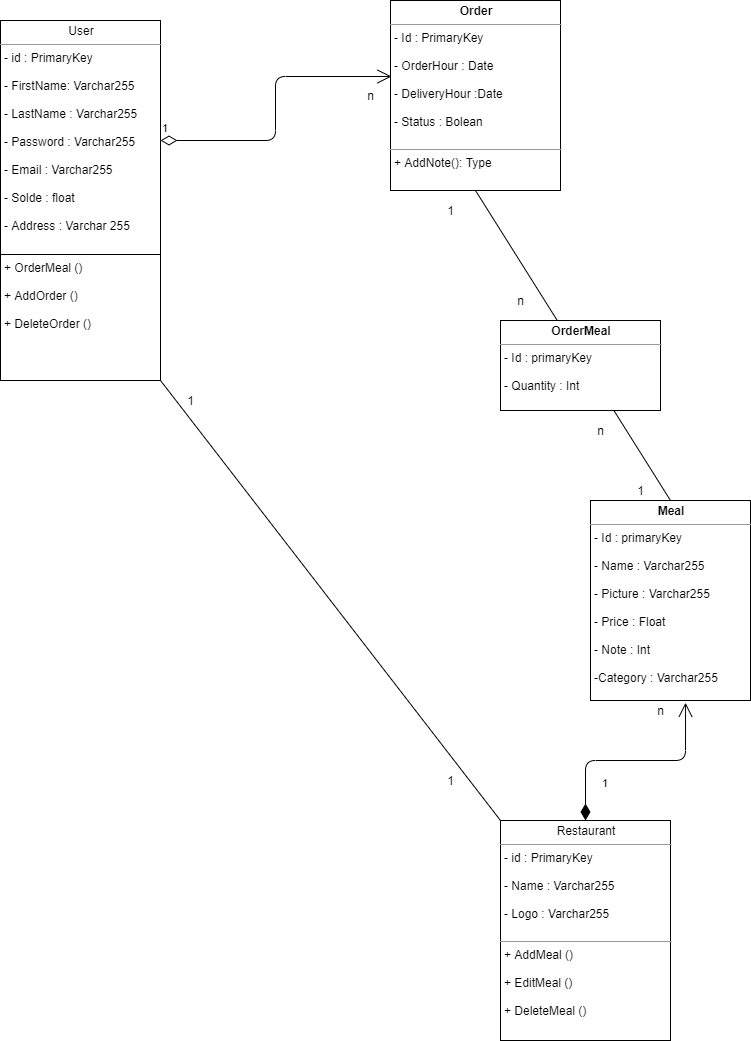 User
- id : PrimaryKey
- FirstName: Varchar255
- LastName : Varchar255
- Password : Varchar255
- Email : Varchar255
- Solde : float
- Address : Varchar 255
+ OrderMeal ()
+ AddOrder ()
+ DeleteOrder ()
1
n
Order
- Id : PrimaryKey
- OrderHour : Date
- DeliveryHour :Date
- Status : Bolean
+ AddNote(): Type
1
n
OrderMeal
- Id : primaryKey
- Quantity : Int
n
1
Meal
- Id : primaryKey
- Name : Varchar255
- Picture : Varchar255
- Price : Float
- Note : Int
-Category : Varchar255
n
1
1
1
Restaurant
- id : PrimaryKey
- Name : Varchar255
- Logo : Varchar255
+ AddMeal ()
+ EditMeal ()
+ DeleteMeal ()